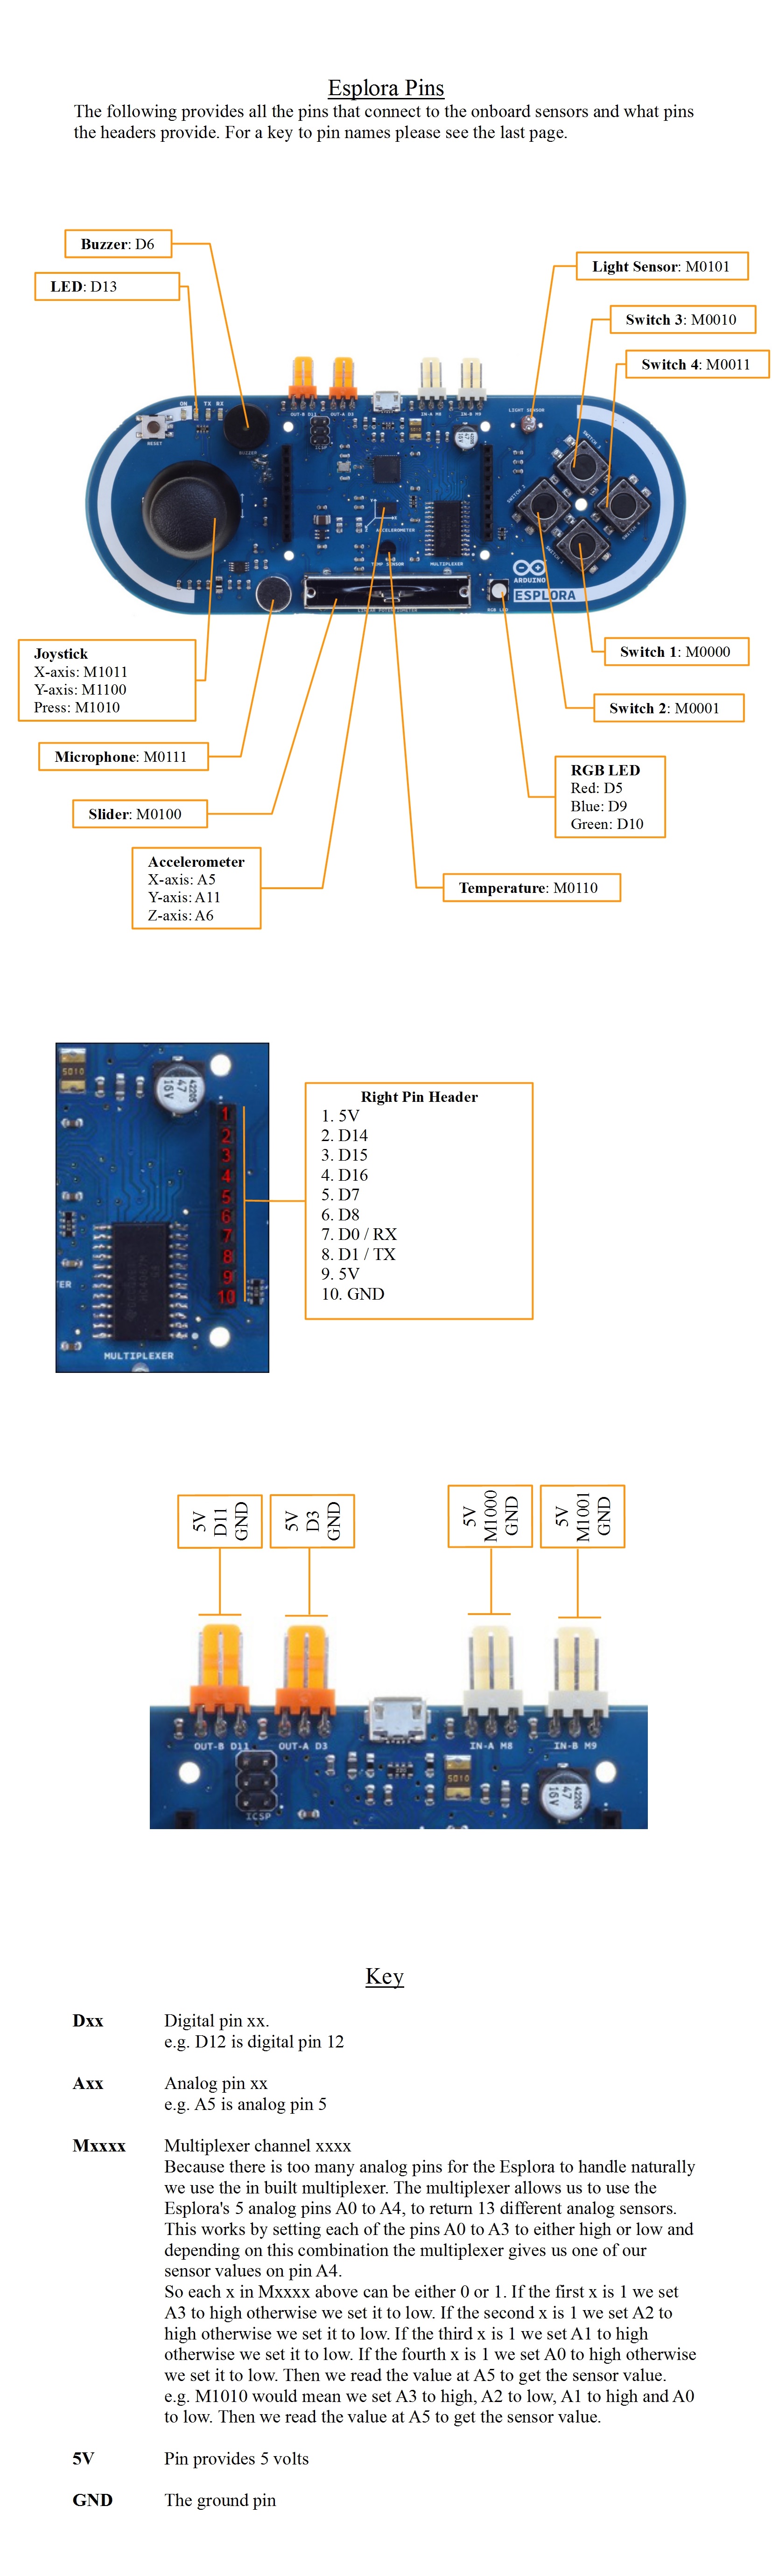 Esplora Pins
The following provides all the pins that connect to the onboard sensors and what pins
the headers provide. For a key to pin names please see the last page.
Buzzer: D6
LED: D13
Light Sensor: M0101
Switch 3: M0010
Switch 4: M0011
OUT-B D11
OUT-A D3
IN-A M8
IN-B M9
ON
TX
RX
RESET
BUZZER
ICSP
LIGHT SENSOR
SWITCH 3
ACCELEROMETER
TEMP SENSOR
MULTIPLEXER
ARDUINO
ESPLORA
LINEAR POTENTIOMETER
RGB LED
Joystick
X-axis: M1011
Y-axis: M1100
Press: M1010
Switch 1: M0000
Switch 2: M0001
Microphone: M0111
RGB LED
Red: D5
Blue: D9
Green: D10
Slider: M0100
Accelerometer
X-axis: A5
Y-axis: A11
Z-axis: A6
Temperature: M0110
5010
4220S
47
16V
1
2
3
4
5
6
7
8
9
10
TER
MULTIPLEXER
Right Pin Header
1. 5V
2. D14
3. D15
4. D16
5. D7
6. D8
7. D0 / RX
8. D1 / TX
9. 5V
10. GND
5V
D11
GND
5V
D3
GND
5V
M1000
GND
5V
M1001
GND
OUT-B D11
OUT-A D3
IN-A M8
IN-B M9
ICSP
5010
4220S
47
16V
Key
Dxx Digital pin xx.
e.g. D12 is digital pin 12
Axx Analog pin xx
e.g. A5 is analog pin 5
Mxxxx Multiplexer channel xxxx
Because there is too many analog pins for the Esplora to handle naturally
we use the in built multiplexer. The multiplexer allows us to use the
Esplora's 5 analog pins A0 to A4, to return 13 different analog sensors.
This works by setting each of the pins A0 to A3 to either high or low and
depending on this combination the multiplexer gives us one of our
sensor values on pin A4.
So each x in Mxxxx above can be either 0 or 1. If the first x is 1 we set
A3 to high otherwise we set it to low. If the second x is 1 we set A2 to
high otherwise we set it to low. If the third x is 1 we set A1 to high
otherwise we set it to low. If the fourth x is 1 we set A0 to high otherwise
we set it to low. Then we read the value at A5 to get the sensor value.
e.g. M1010 would mean we set A3 to high, A2 to low, A1 to high and A0
to low. Then we read the value at A5 to get the sensor value.
5V Pin provides 5 volts
GND The ground pin